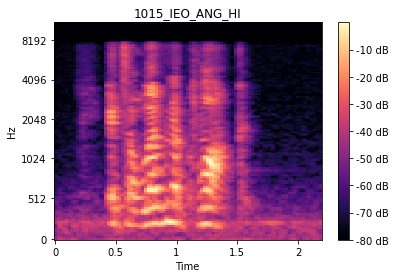 1015_IEO_ANG_HI
8192
4096
2048
1024
512
0
Hz
0
0.5
1
1.5
2
Time
-10 dB
-20 dB
-30 dB
-40 dB
-50 dB
-60 dB
-70 dB
-80 dB